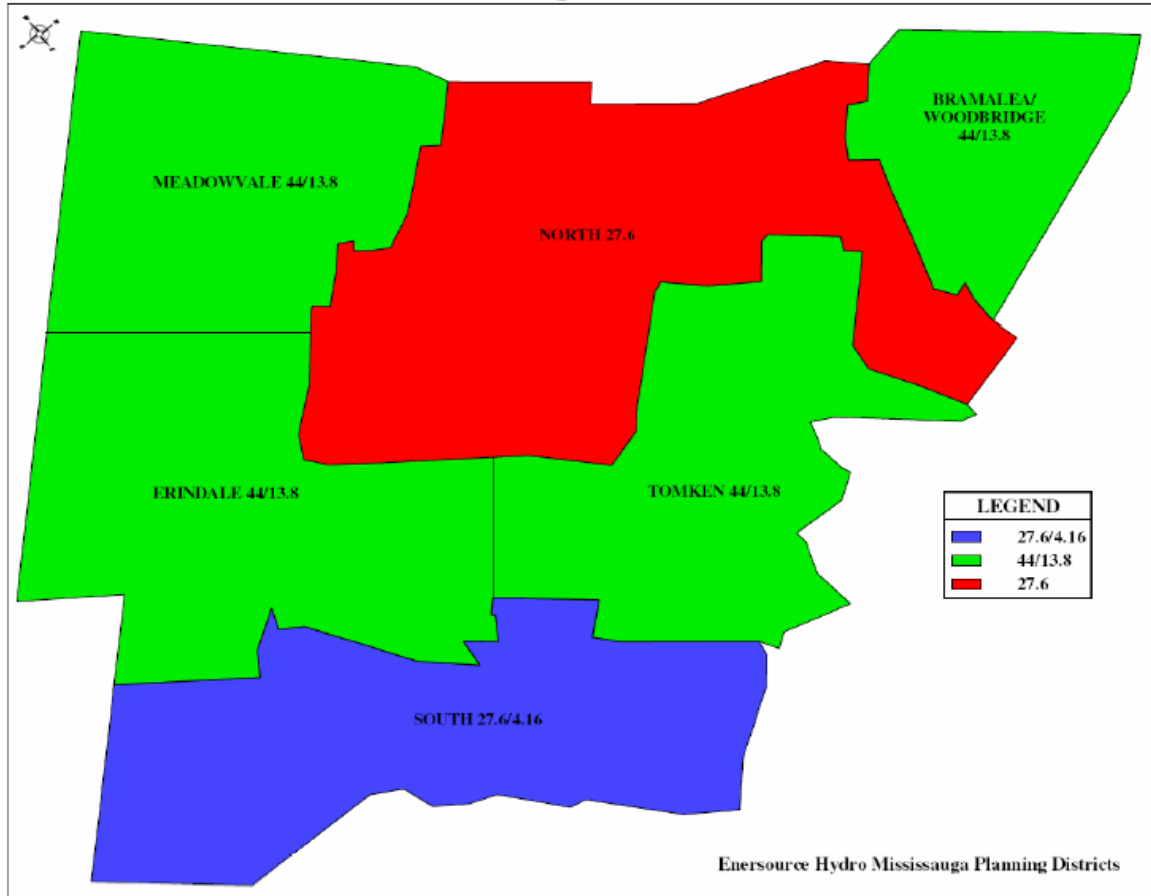 BRAMALEA/
WOODBRIDGE
44/13.8
MEADOWVALE 44/13.8
NORTH 27.6
ERINDALE 44/13.8
TOMKEN 44/13.8
LEGEND
27.6/4.16
44/13.8
27.6
SOUTH 27.6/4.16
Enersource Hydro Mississauga Planning Districts